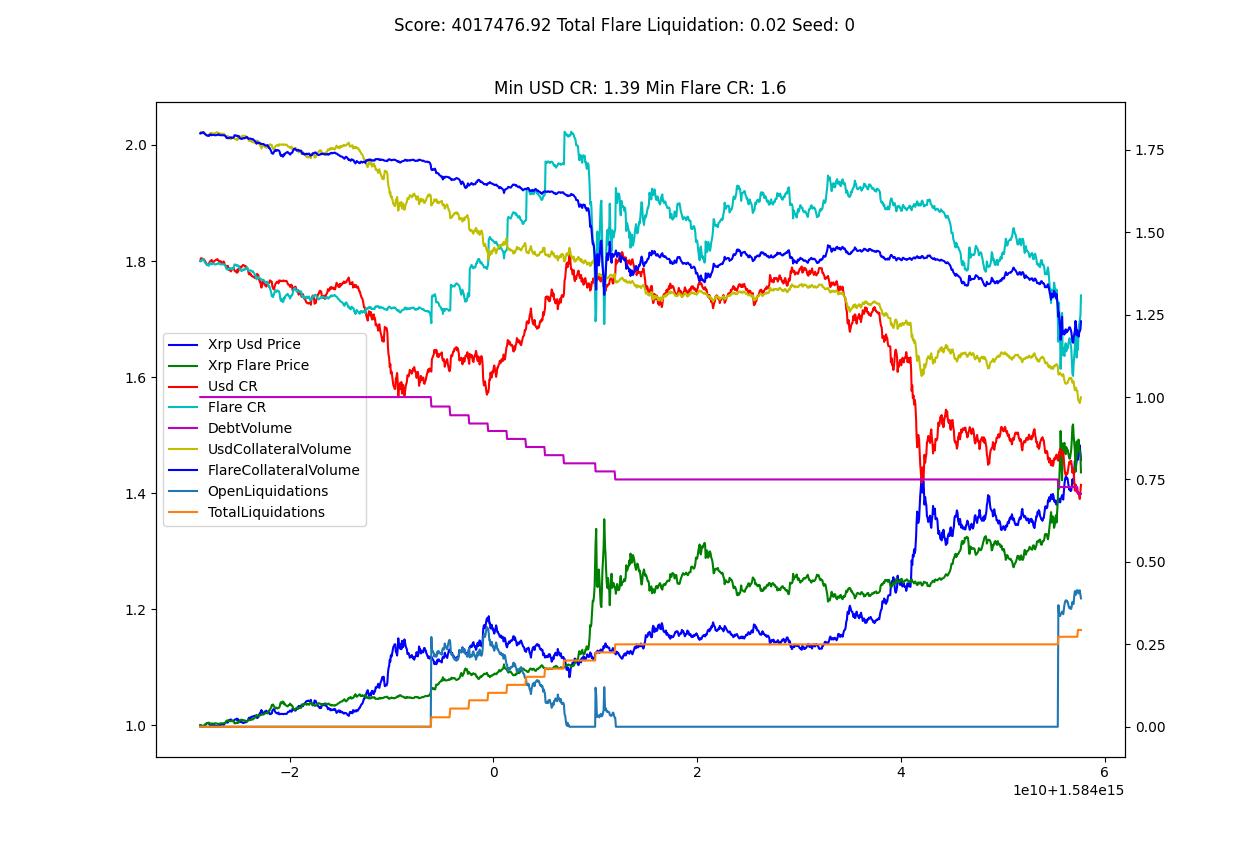 Score: 4017476.92 Total Flare Liquidation: 0.02 Seed: 0
Min USD CR: 1.39 Min Flare CR: 1.6
2.0
1.8
1.6
1.4
1.2
1.0
Xrp Usd Price
Xrp Flare Price
Usd CR
Flare CR
DebtVolume
UsdCollateralVolume
FlareCollateralVolume
OpenLiquidations
TotalLiquidations
1.75
1.50
1.25
1.00
0.75
0.50
0.25
0.00
−2 0 2 4 6
1e10+1.584e15